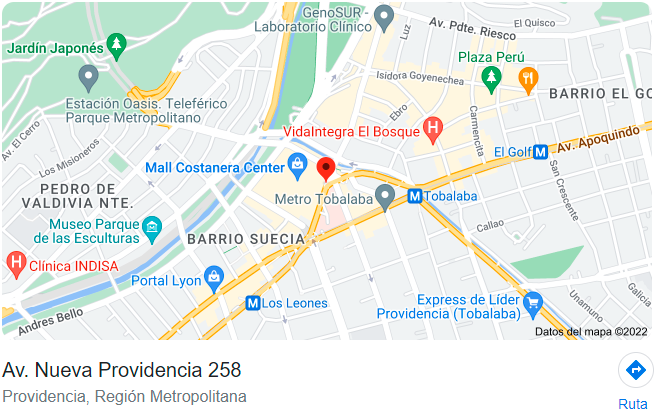 GenoSUR -
Laboratorio Clínico
Luz
Av. Pdte. Riesco
El Quisco
Jardín Japonés
Plaza Perú
Isidora Goyenechea
Estación Oasis. Teleférico
Parque Metropolitano
BARRIO EL GO
Ebro
Carmencita
VidaIntegra El Bosque
Av. El Cerro
Los Misioneros
El Golf
M
Av. Apoquindo
Mall Costanera Center
San Crescente
PEDRO DE
VALDIVIA NTE.
Metro Tobalaba
M
Tobalaba
Museo Parque
de las Esculturas
Callao
BARRIO SUECIA
H
H
Clínica INDISA
Portal Lyon
M
Los Leones
Express de Líder
Providencia (Tobalaba)
Unamuno
Galicia
Andres Bello
Datos del mapa ©2022
Av. Nueva Providencia 258
Providencia, Región Metropolitana
Ruta